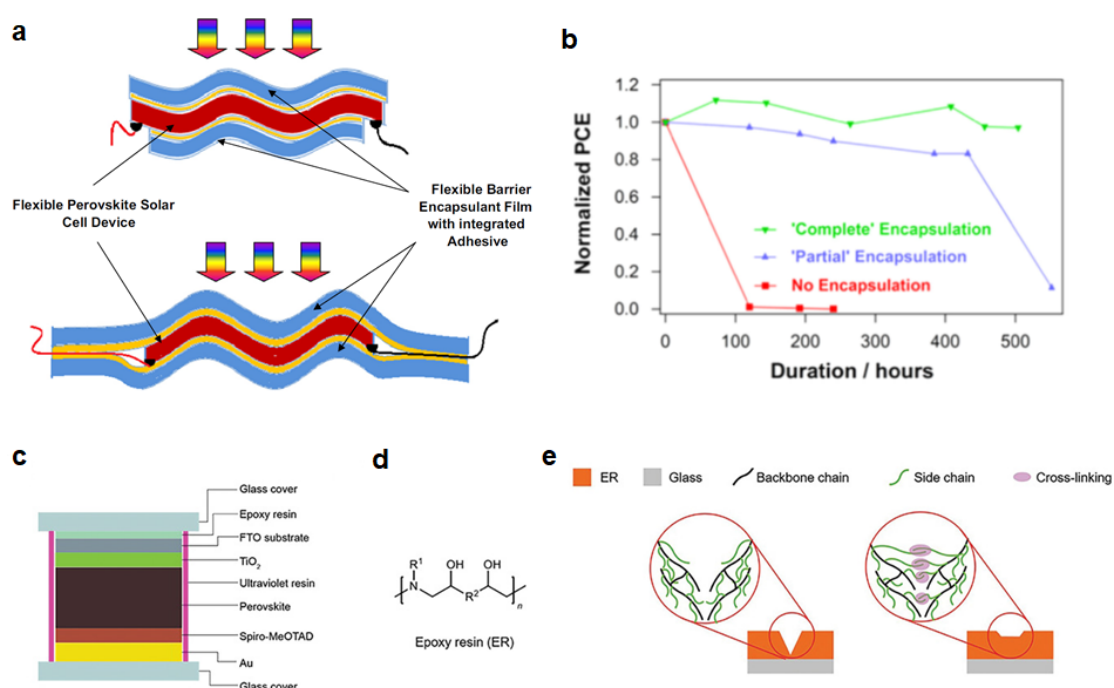 a
Flexible Perovskite Solar
Cell Device
Flexible Barrier
Encapsulant Film
with integrated
Adhesive
b
Normalized PCE
1.2
1.0
0.8
0.6
0.4
0.2
0.0
'Complete' Encapsulation
'Partial' Encapsulation
No Encapsulation
0 100 200 300 400 500
Duration / hours
c
Glass cover
Epoxy resin
FTO substrate
TiO₂
Ultraviolet resin
Perovskite
Spiro-MeOTAD
Au
Glass cover
d
R¹
N
OH OH
R²
n
Epoxy resin (ER)
e
ER Glass Backbone chain Side chain Cross-linking